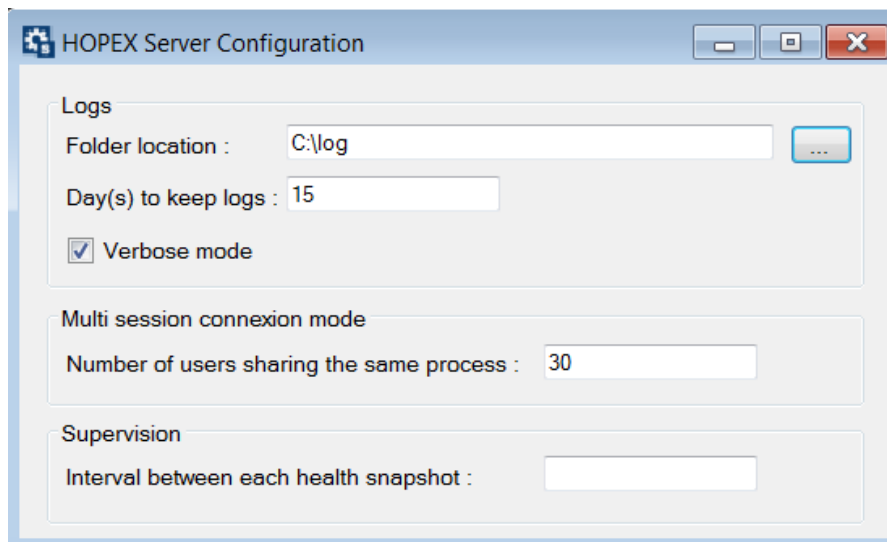 HOPEX Server Configuration
Logs
Folder location : C:\log ...
Day(s) to keep logs : 15
Verbose mode
Multi session connexion mode
Number of users sharing the same process : 30
Supervision
Interval between each health snapshot :